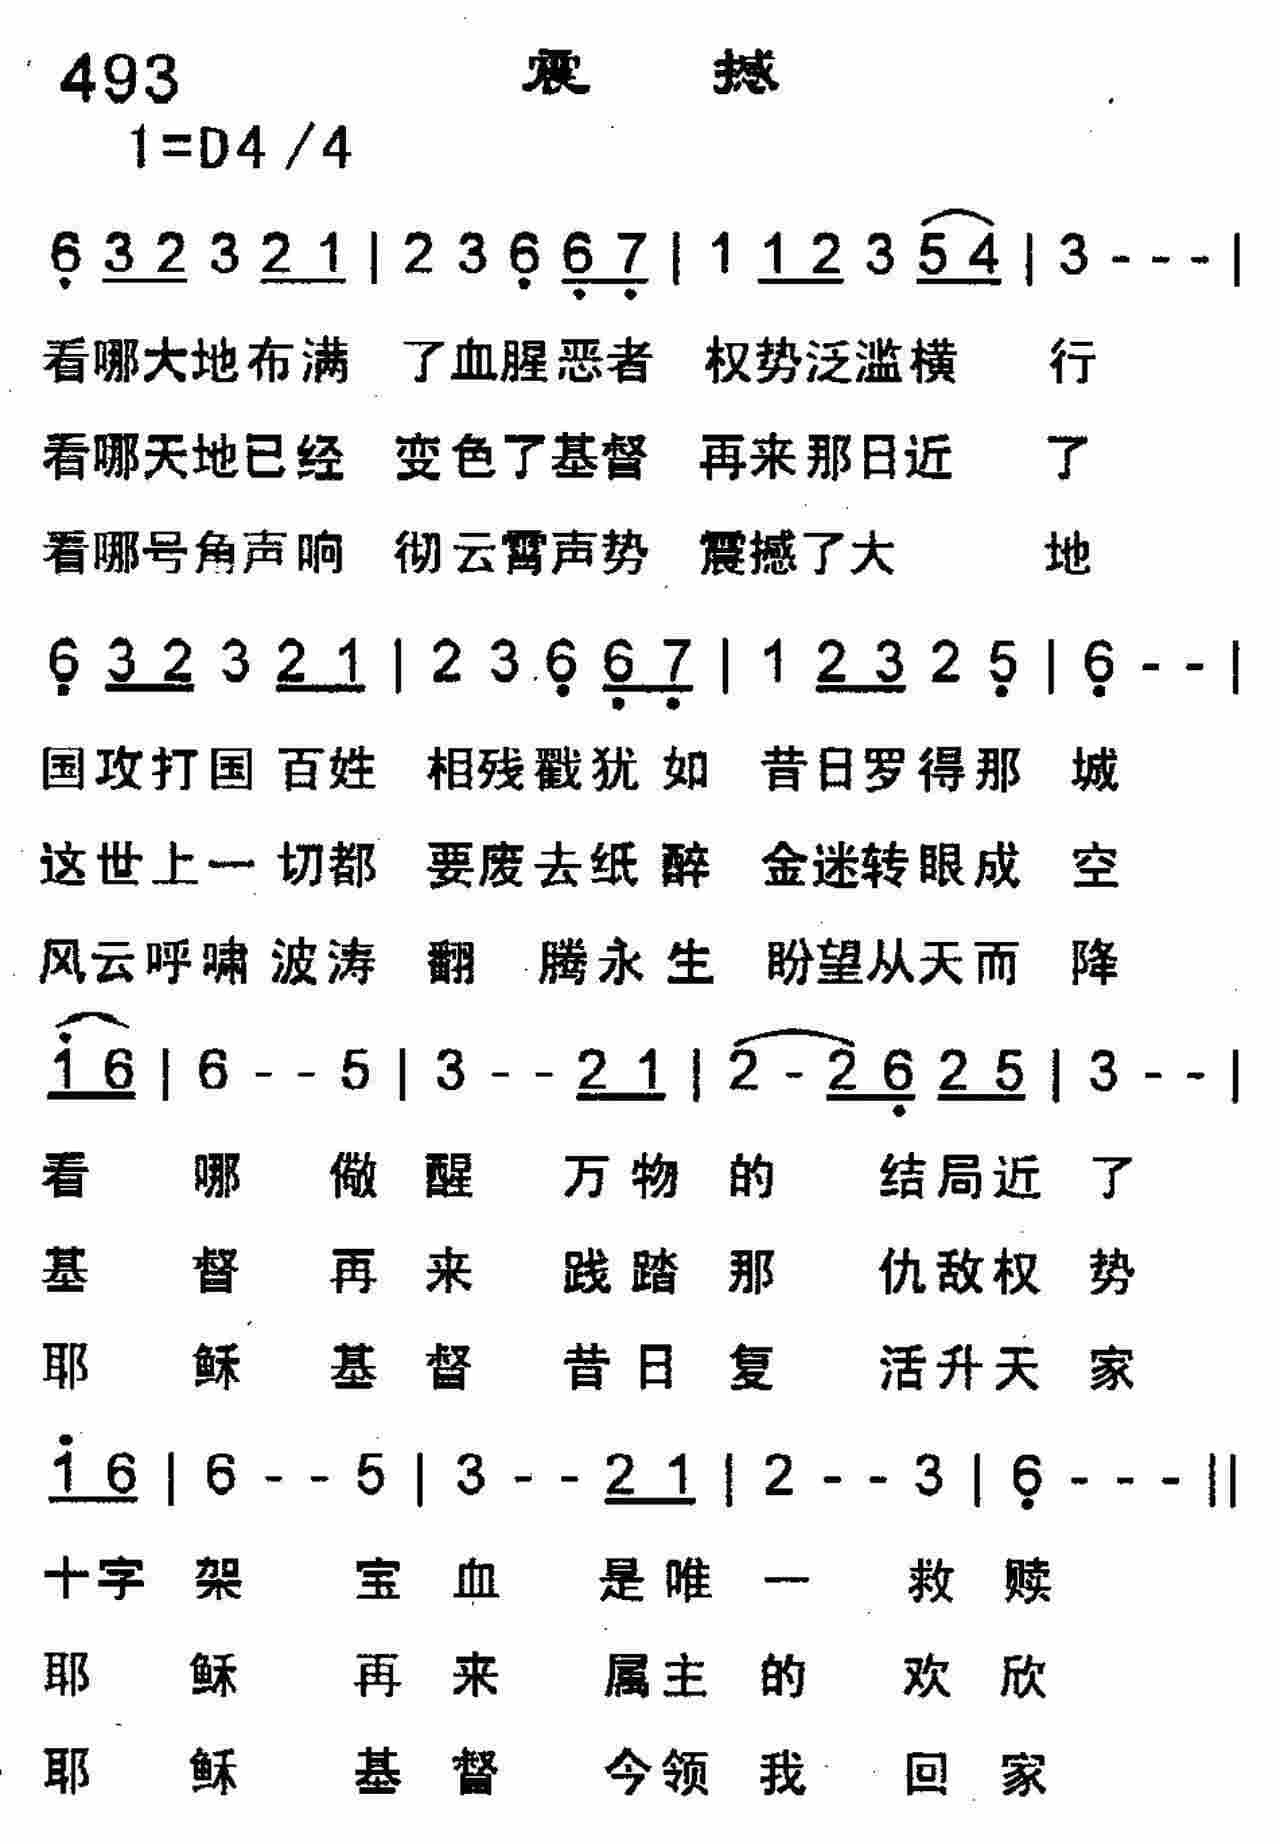 493 震 撼
1=D4/4
6̣ 3 2 3 2 1 | 2 3 6̣ 6̣ 7̣ | 1 1 2 3 5 4 | 3 - - - |
看哪大地布满 了血腥恶者 权势泛滥横 行
看哪天地已经 变色了基督 再来那日近 了
看哪号角声响 彻云霄声势 震撼了大 地
6̣ 3 2 3 2 1 | 2 3 6̣ 6̣ 7̣ | 1 2 3 2 5̣ | 6̣ - - |
国攻打国百姓 相残戳犹如 昔日罗得那 城
这世上一切都 要废去纸醉 金迷转眼成 空
风云呼啸波涛 翻 腾永生 盼望从天而 降
1̇ 6 | 6 - - 5 | 3 - - 2 1 | 2 - 2 6̣ 2 5 | 3 - - |
看 哪 儆 醒 万 物 的 结局近 了
基 督 再 来 践 踏 那 仇敌权 势
耶 稣 基 督 昔 日 复 活升天 家
1̇ 6 | 6 - - 5 | 3 - - 2 1 | 2 - - 3 | 6̣ - - - ||
十字 架 宝 血 是 唯 一 救 赎
耶 稣 再 来 属 主 的 欢 欣
耶 稣 基 督 今 领 我 回 家